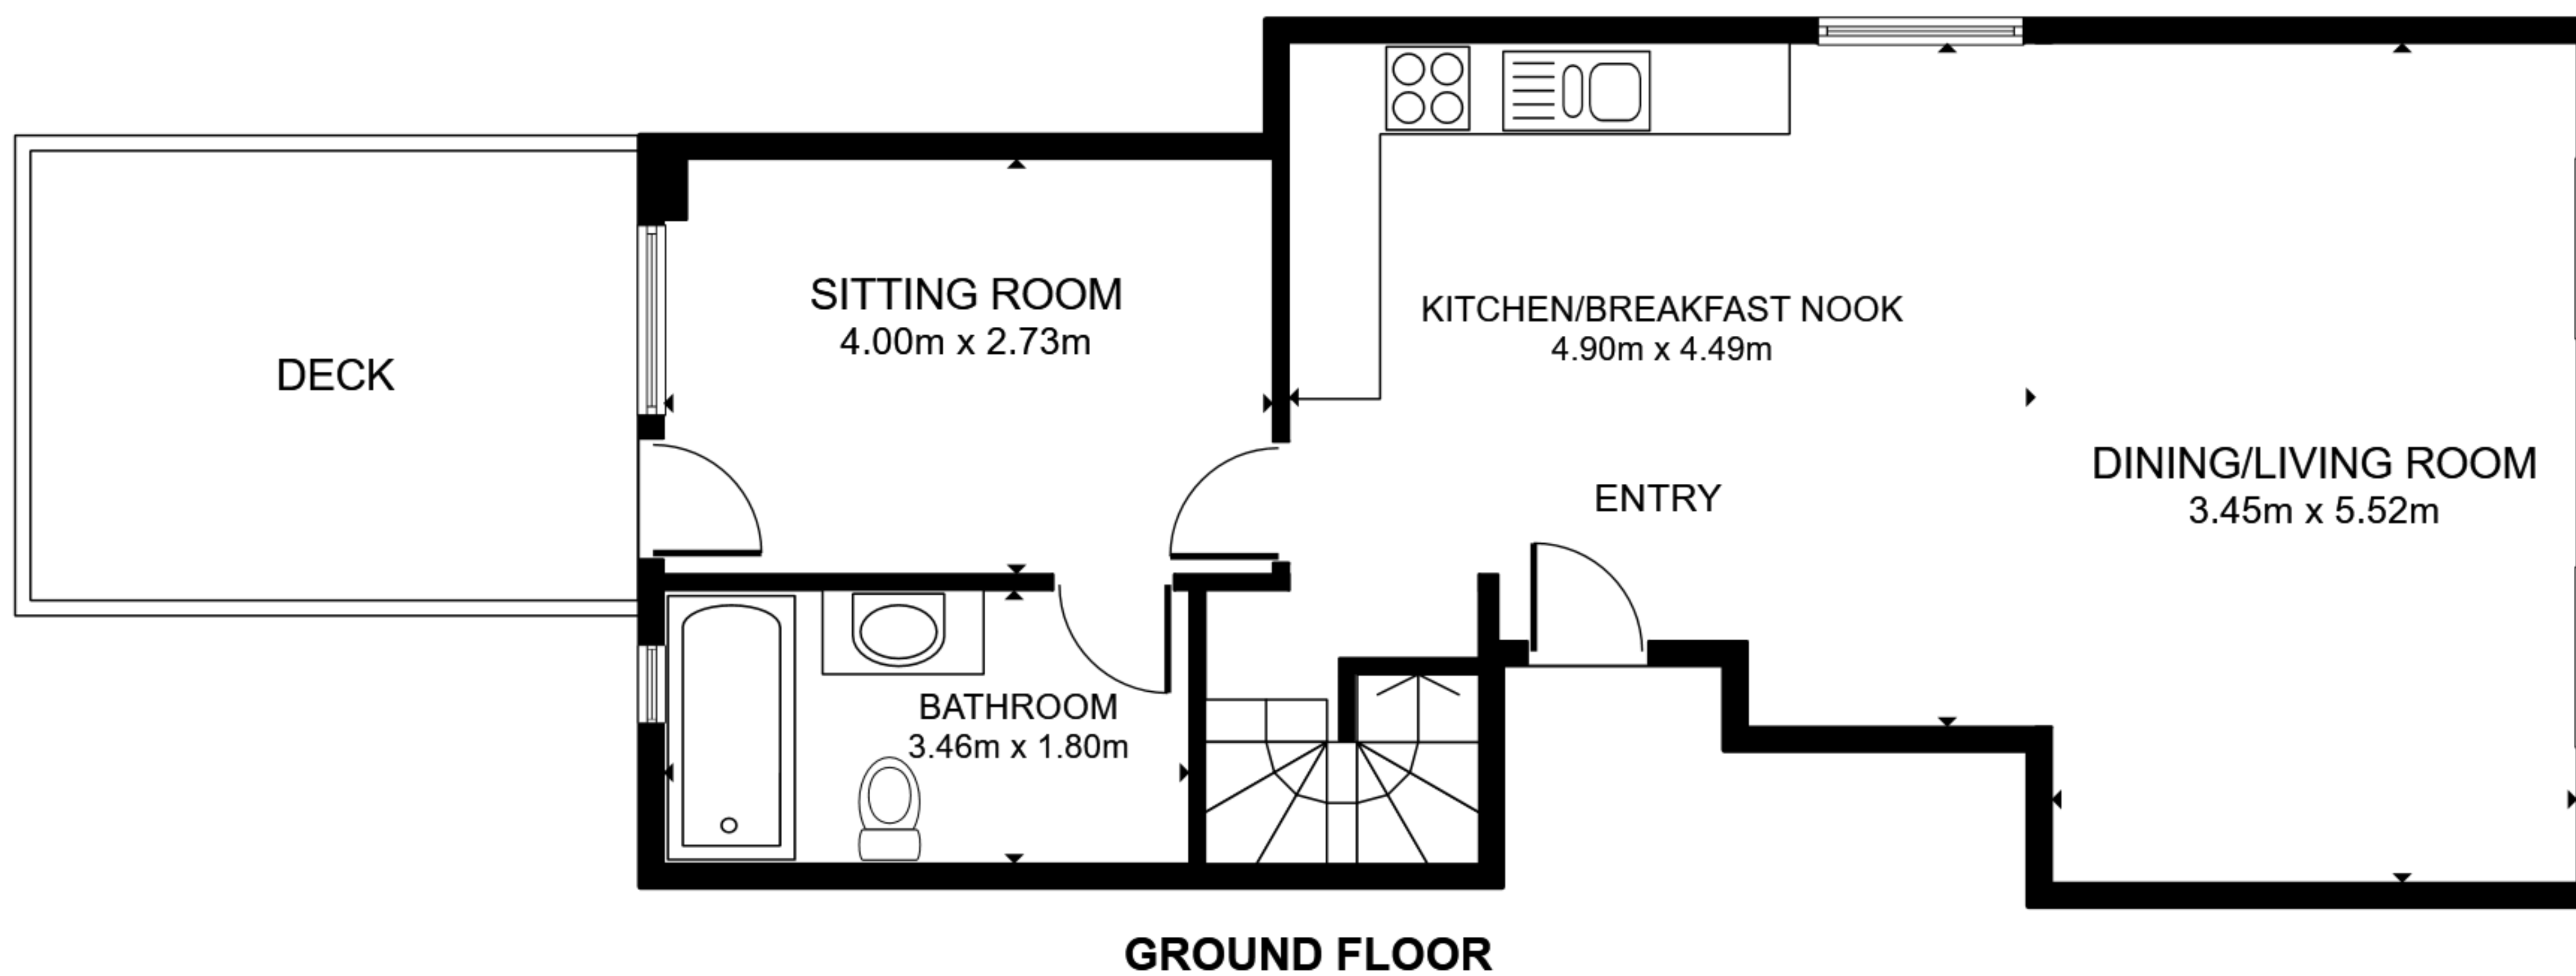 DECK
SITTING ROOM
4.00m x 2.73m
KITCHEN/BREAKFAST NOOK
4.90m x 4.49m
ENTRY
DINING/LIVING ROOM
3.45m x 5.52m
BATHROOM
3.46m x 1.80m
GROUND FLOOR